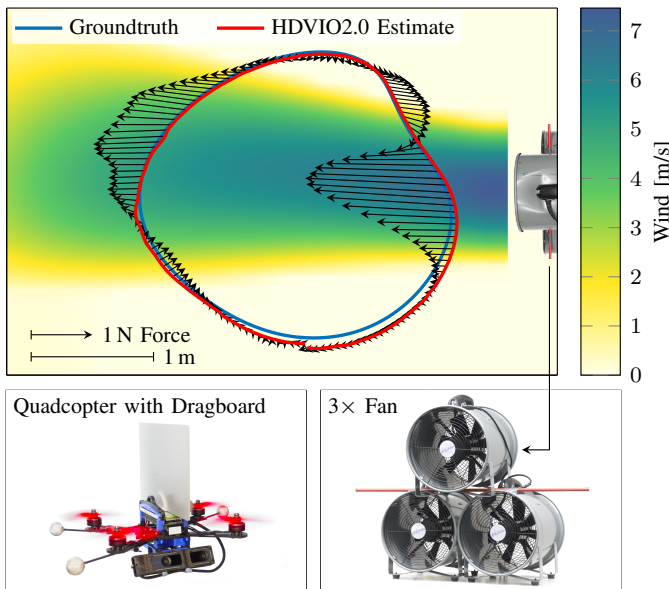 Groundtruth
HDVIO2.0 Estimate
1 N Force
1 m
7
6
5
4
3
2
1
0
Wind [m/s]
Quadcopter with Dragboard
3× Fan